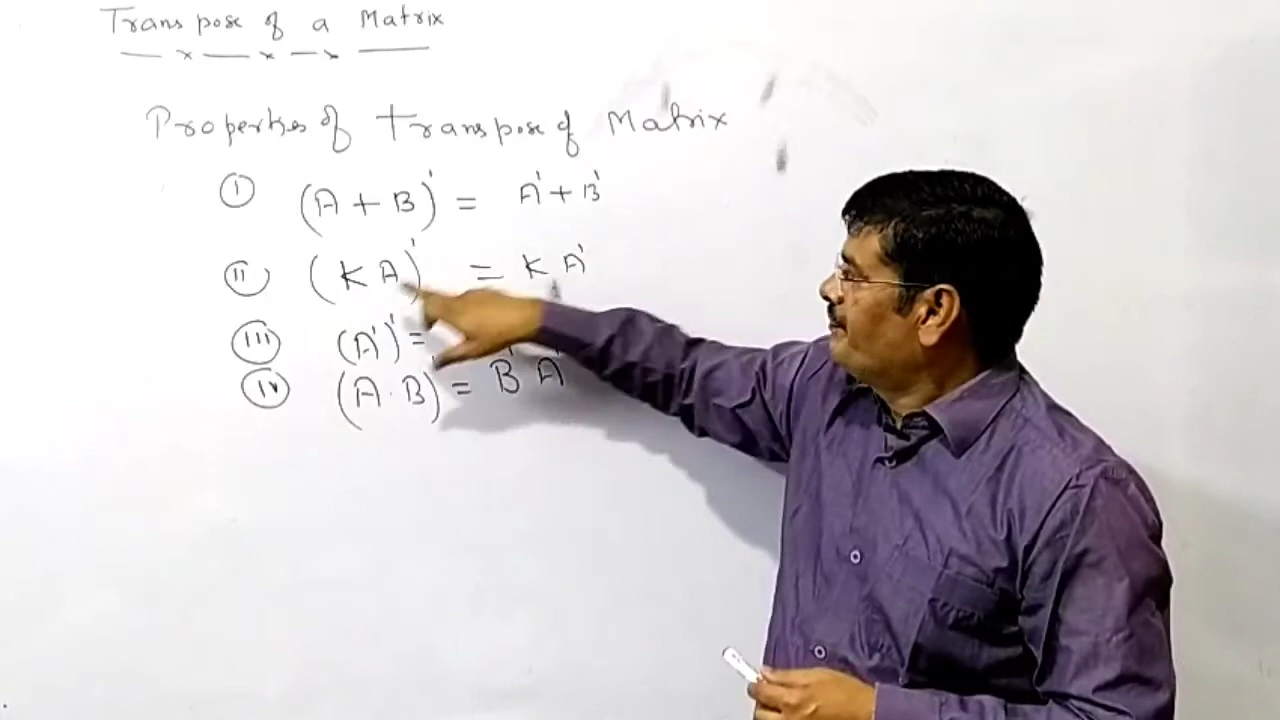 Transpose of a Matrix
Properties of Transpose of Matrix
(i) (A + B)' = A' + B'
(ii) (KA)' = KA'
(iii) (A')' =
(iv) (A·B)' = B'A'